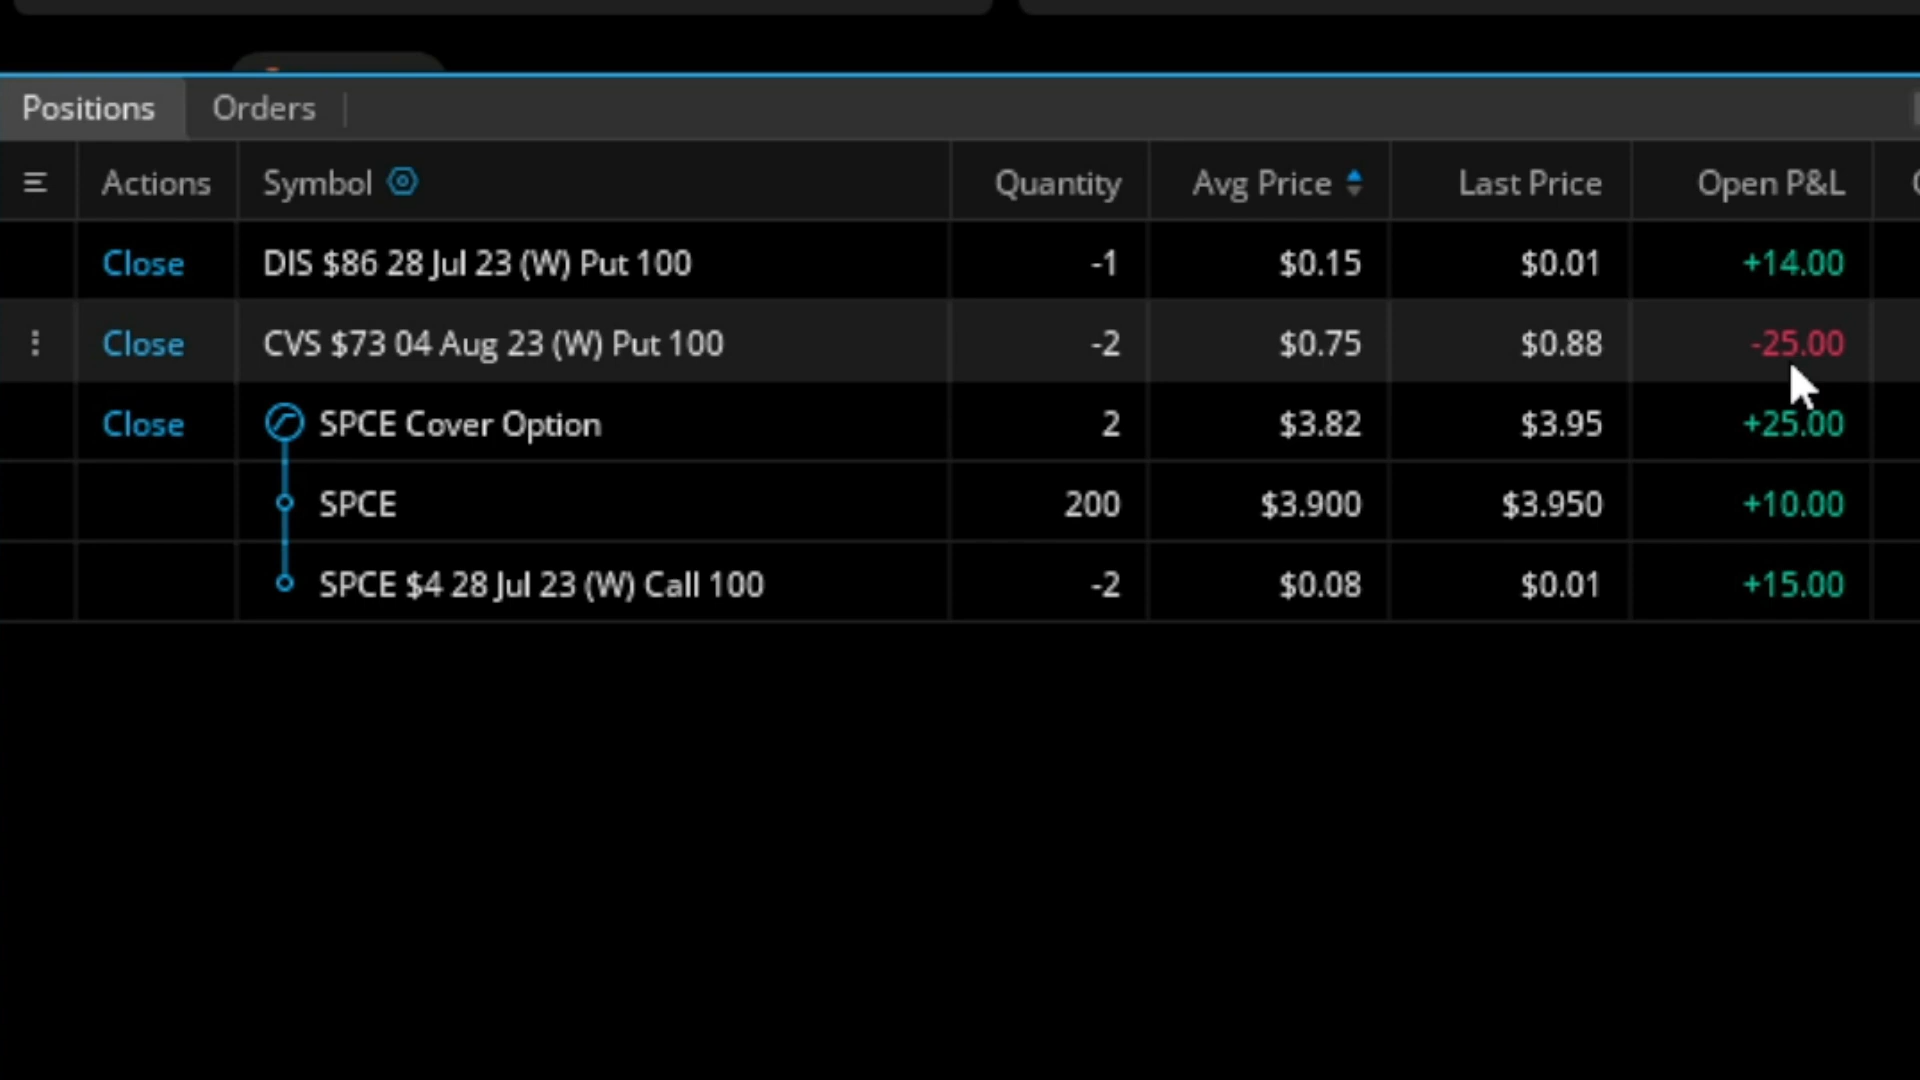 Positions Orders
Actions Symbol Quantity Avg Price Last Price Open P&L
Close DIS $86 28 Jul 23 (W) Put 100 -1 $0.15 $0.01 +14.00
Close CVS $73 04 Aug 23 (W) Put 100 -2 $0.75 $0.88 -25.00
Close SPCE Cover Option 2 $3.82 $3.95 +25.00
SPCE 200 $3.900 $3.950 +10.00
SPCE $4 28 Jul 23 (W) Call 100 -2 $0.08 $0.01 +15.00